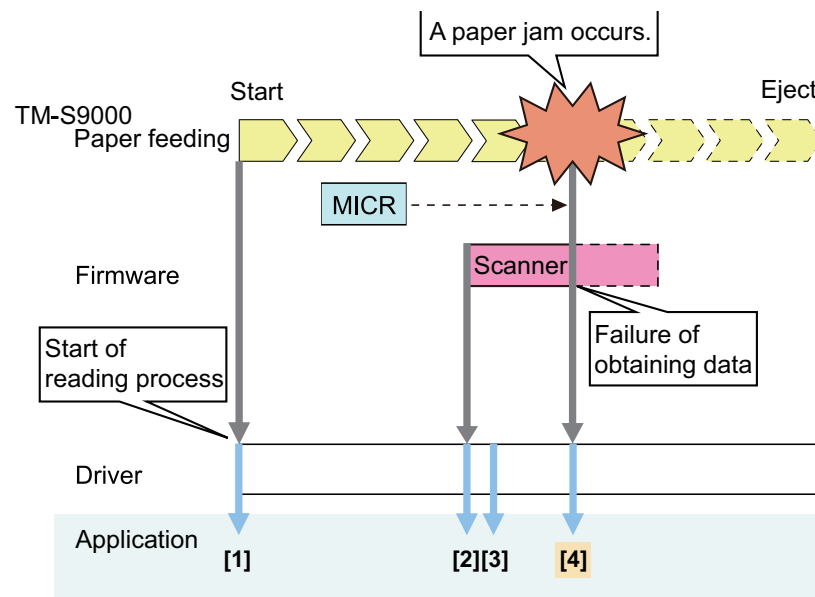 A paper jam occurs.
Start
Eject
TM-S9000
Paper feeding
MICR
Scanner
Firmware
Failure of
obtaining data
Start of
reading process
Driver
Application
[1]
[2][3]
[4]